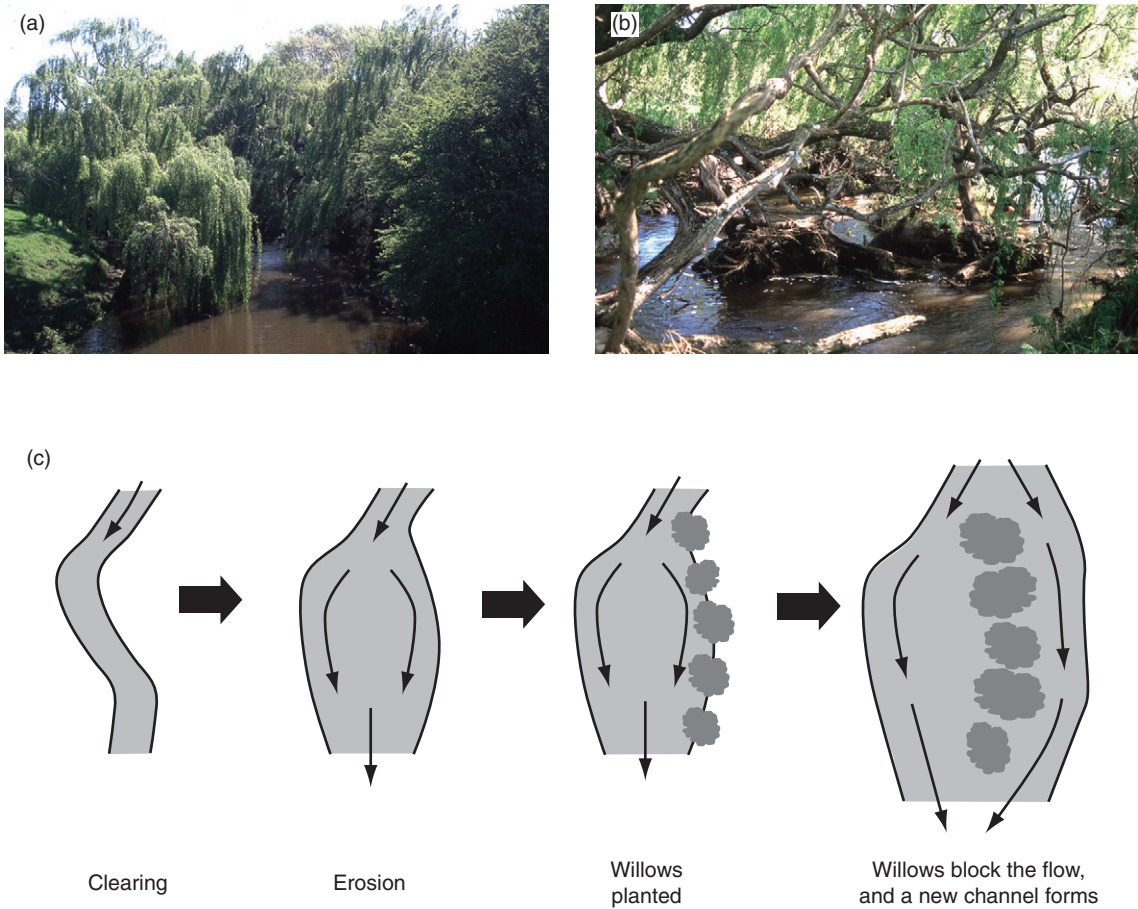 (a)
(b)
(c)
Clearing
Erosion
Willows
planted
Willows block the flow,
and a new channel forms